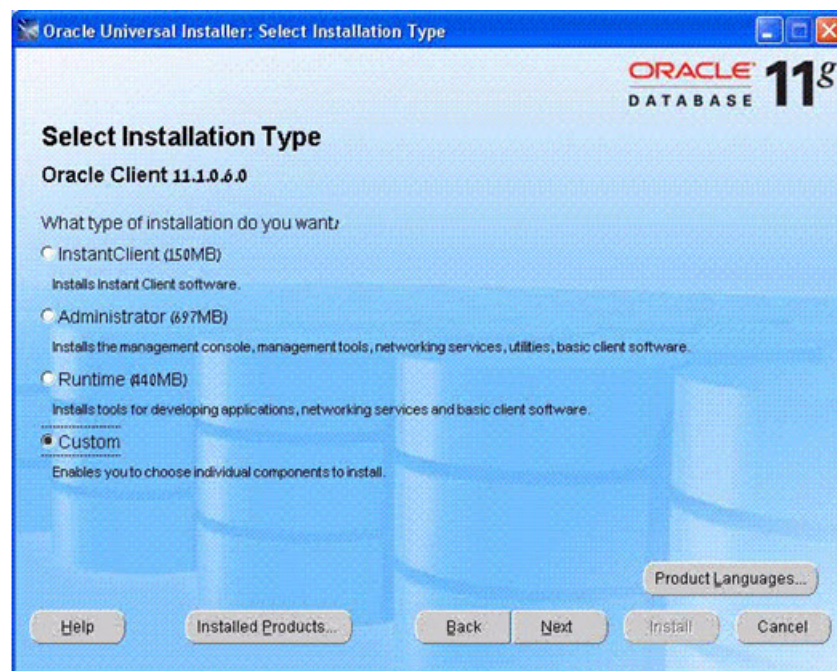 Oracle Universal Installer: Select Installation Type
ORACLE 11g
DATABASE
Select Installation Type
Oracle Client 11.1.0.6.0
What type of installation do you want?
InstantClient (150MB)
Installs Instant Client software.
Administrator (697MB)
Installs the management console, management tools, networking services, utilities, basic client software.
Runtime (440MB)
Installs tools for developing applications, networking services and basic client software.
Custom
Enables you to choose individual components to install.
Product Languages...
Help Installed Products... Back Next Install Cancel